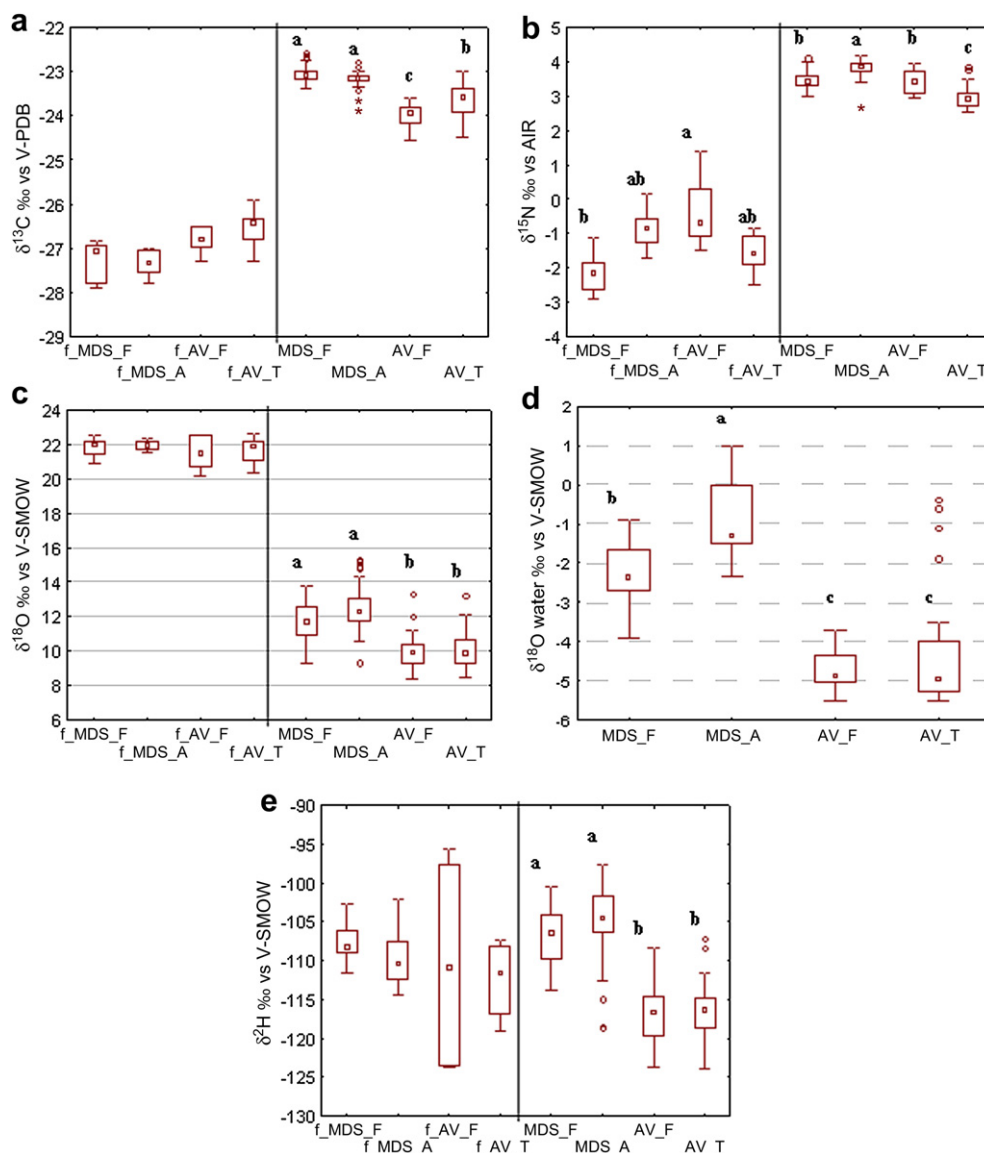 a
b
-22
-23
-24
-25
-26
-27
-28
-29
δ13C ‰ vs V-PDB
a
a
c
b
f_MDS_F
f_MDS_A
f_AV_F
f_AV_T
MDS_F
MDS_A
AV_F
AV_T
5
4
3
2
1
0
-1
-2
-3
-4
δ15N ‰ vs AIR
b
ab
a
ab
b
a
b
c
f_MDS_F
f_MDS_A
f_AV_F
f_AV_T
MDS_F
MDS_A
AV_F
AV_T
c
24
22
20
18
16
14
12
10
8
6
δ18O ‰ vs V-SMOW
a
a
b
b
f_MDS_F
f_MDS_A
f_AV_F
f_AV_T
MDS_F
MDS_A
AV_F
AV_T
d
2
1
0
-1
-2
-3
-4
-5
-6
δ18O water ‰ vs V-SMOW
b
a
c
c
MDS_F
MDS_A
AV_F
AV_T
e
-90
-95
-100
-105
-110
-115
-120
-125
-130
δ2H ‰ vs V-SMOW
a
a
b
b
f_MDS_F
f_MDS_A
f_AV_F
f_AV_T
MDS_F
MDS_A
AV_F
AV_T